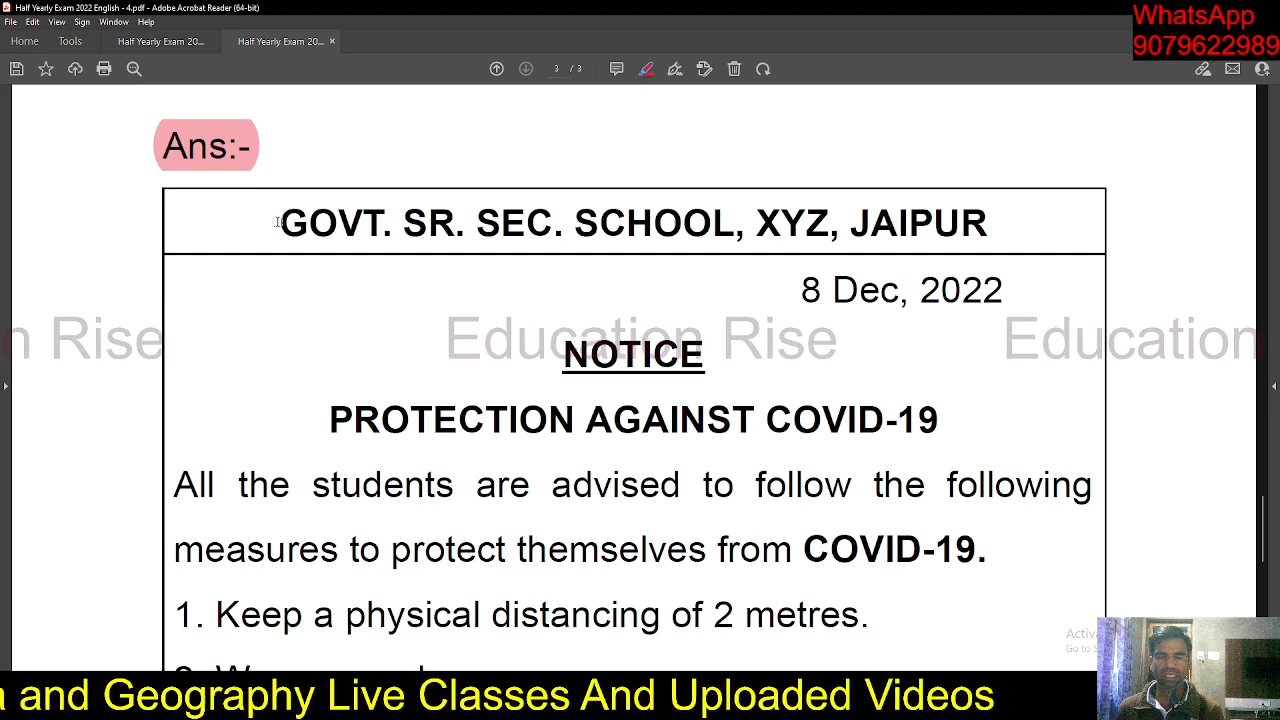 Half Yearly Exam 2022 English - 4.pdf - Adobe Acrobat Reader (64-bit)
File Edit View Sign Window Help
WhatsApp
9079622989
Home Tools Half Yearly Exam 20... Half Yearly Exam 20... ×
3 / 3
Ans:-
GOVT. SR. SEC. SCHOOL, XYZ, JAIPUR
8 Dec, 2022
n Rise Education Rise Education
NOTICE
PROTECTION AGAINST COVID-19
All the students are advised to follow the following
measures to protect themselves from COVID-19.
1. Keep a physical distancing of 2 metres.
a and Geography Live Classes And Uploaded Videos